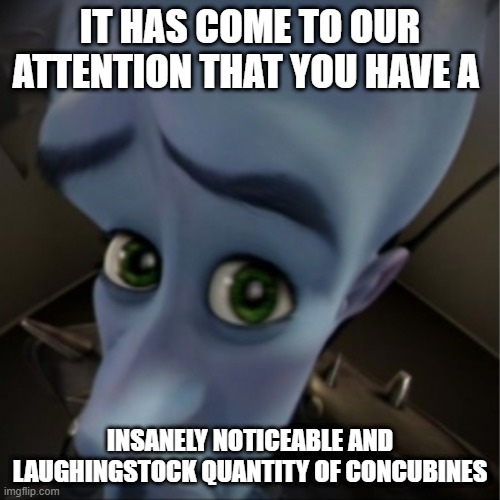 IT HAS COME TO OUR
ATTENTION THAT YOU HAVE A
INSANELY NOTICEABLE AND
LAUGHINGSTOCK QUANTITY OF CONCUBINES
imgflip.com